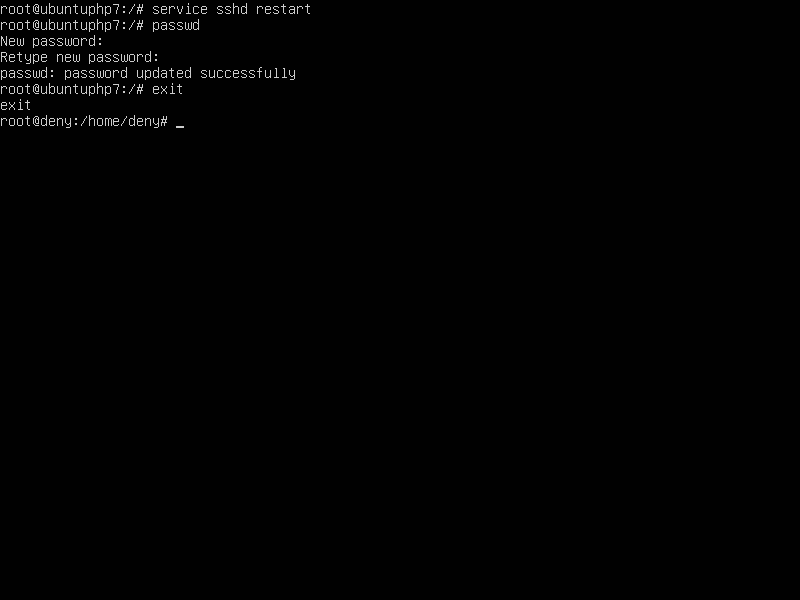 root@ubuntuphp7:/# service sshd restart
root@ubuntuphp7:/# passwd
New password:
Retype new password:
passwd: password updated successfully
root@ubuntuphp7:/# exit
exit
root@deny:/home/deny# _